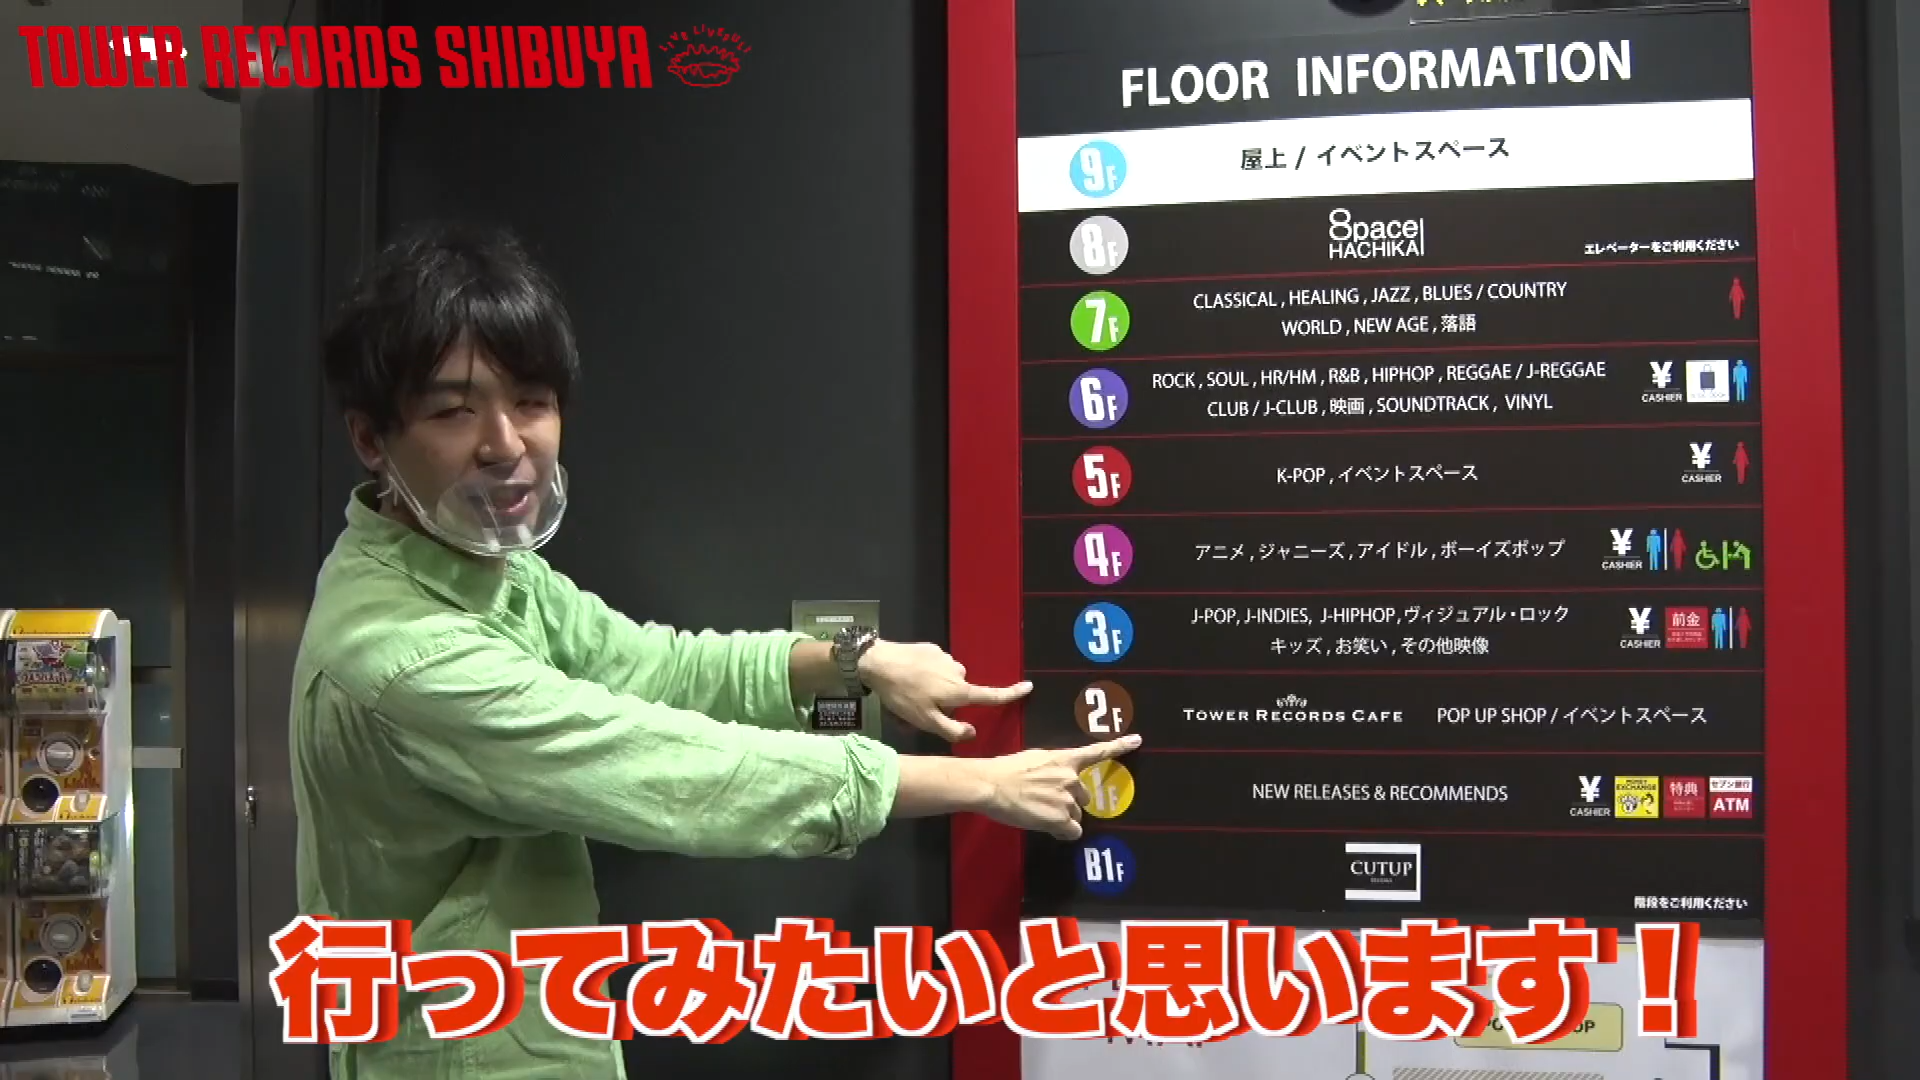 TOWER RECORDS SHIBUYA
FLOOR INFORMATION
9F 屋上 / イベントスペース
8F 8pace HACHIKAI エレベーターをご利用ください
7F CLASSICAL , HEALING , JAZZ , BLUES / COUNTRY
WORLD , NEW AGE , 落語
6F ROCK , SOUL , HR/HM , R&B , HIPHOP , REGGAE / J-REGGAE
CLUB / J-CLUB , 映画 , SOUNDTRACK , VINYL
¥ CASHIER
5F K-POP , イベントスペース
¥ CASHIER
4F アニメ , ジャニーズ , アイドル , ボーイズポップ
¥ CASHIER
3F J-POP, J-INDIES, J-HIPHOP, ヴィジュアル・ロック
キッズ , お笑い , その他映像
¥ CASHIER 前金
2F TOWER RECORDS CAFE POP UP SHOP / イベントスペース
1F NEW RELEASES & RECOMMENDS
¥ CASHIER MONEY EXCHANGE 特典 セブン銀行 ATM
B1F CUTUP
階段をご利用ください
行ってみたいと思います！